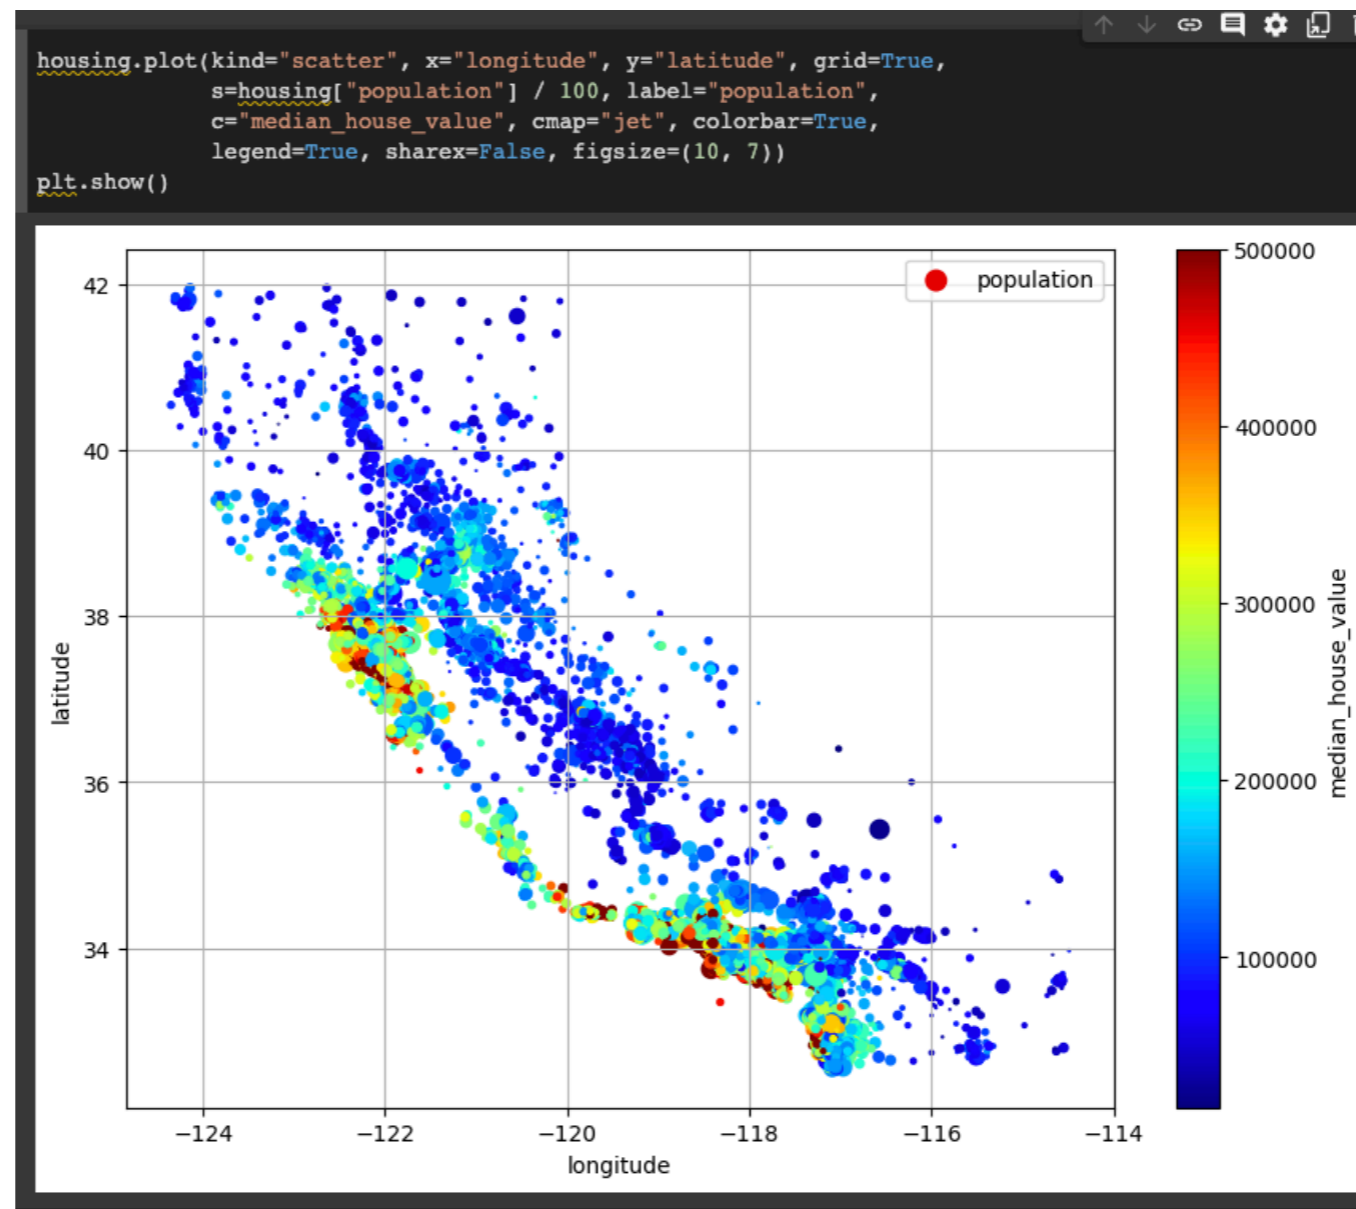 housing.plot(kind="scatter", x="longitude", y="latitude", grid=True,
s=housing["population"] / 100, label="population",
c="median_house_value", cmap="jet", colorbar=True,
legend=True, sharex=False, figsize=(10, 7))
plt.show()
population
42
40
38
36
34
latitude
−124
−122
−120
−118
−116
−114
longitude
500000
400000
300000
200000
100000
median_house_value